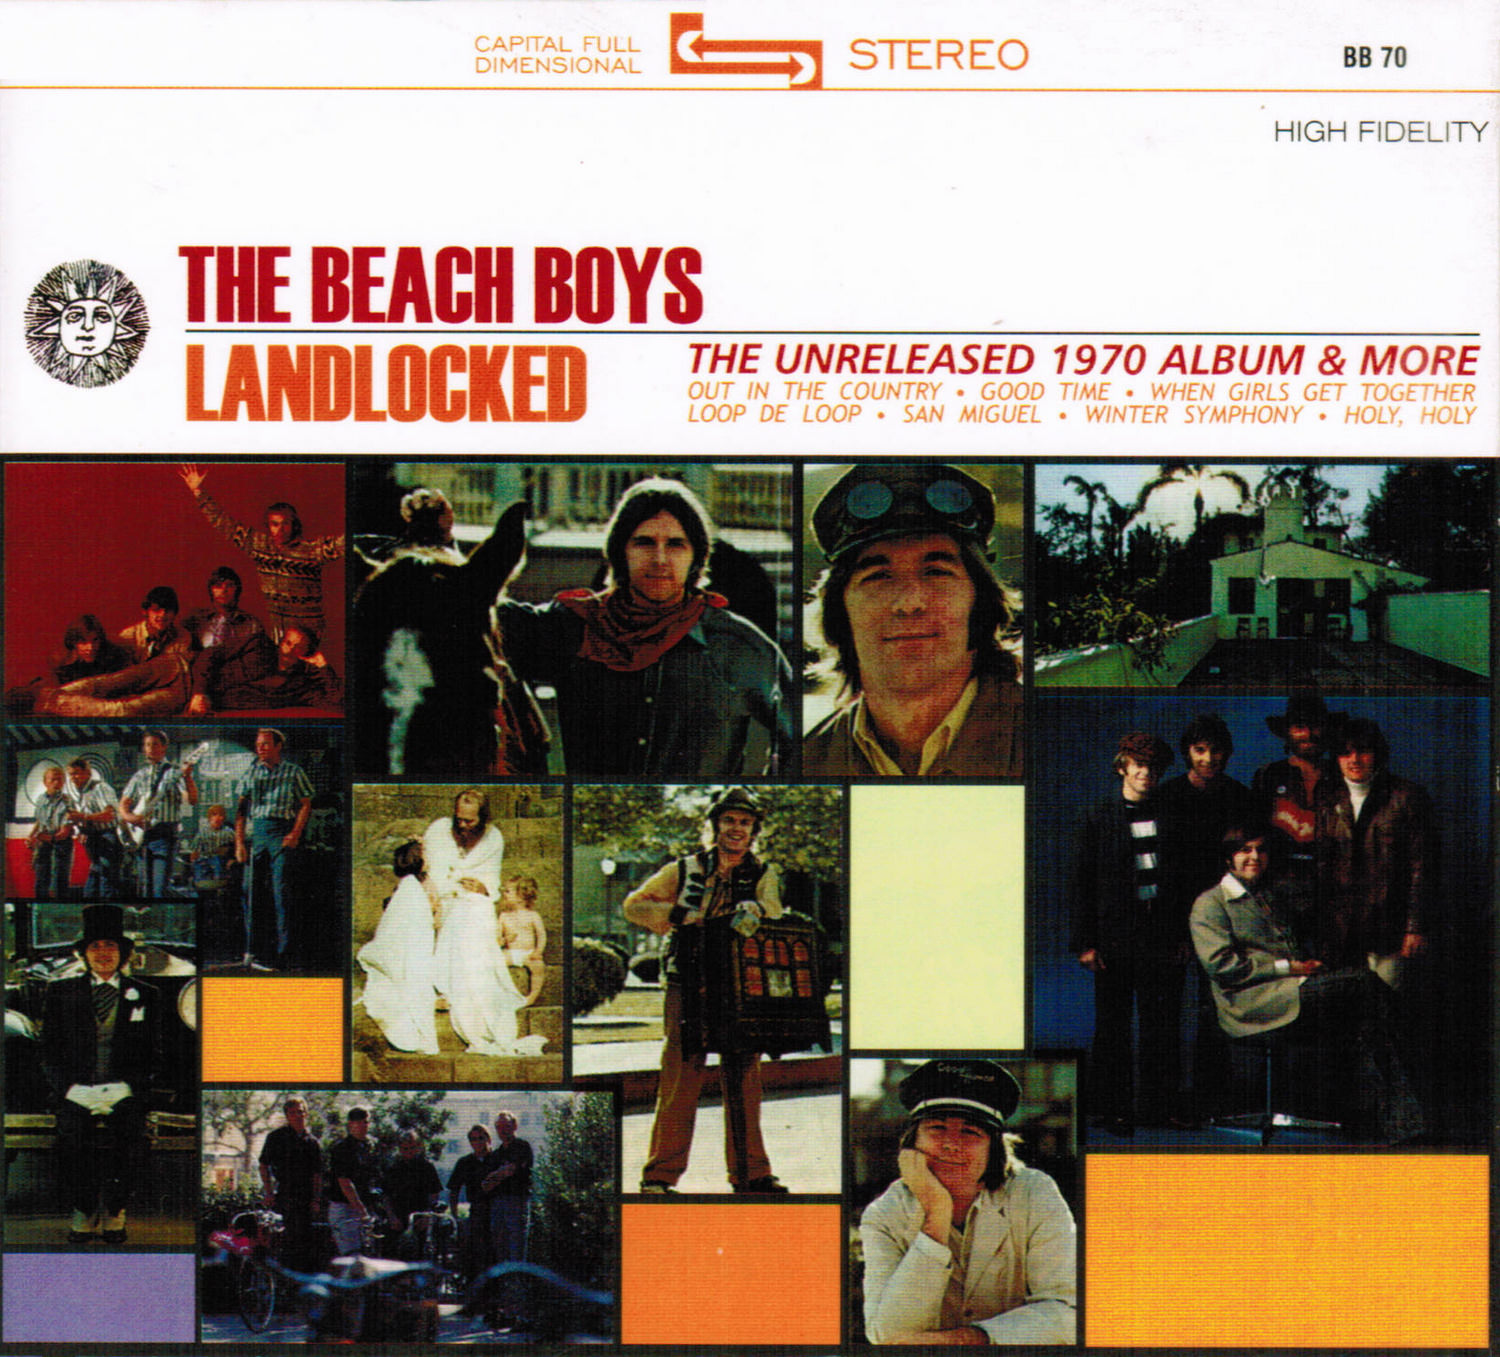 CAPITAL FULL
DIMENSIONAL
STEREO
BB 70
HIGH FIDELITY
THE BEACH BOYS
LANDLOCKED
THE UNRELEASED 1970 ALBUM & MORE
OUT IN THE COUNTRY • GOOD TIME • WHEN GIRLS GET TOGETHER
LOOP DE LOOP • SAN MIGUEL • WINTER SYMPHONY • HOLY, HOLY